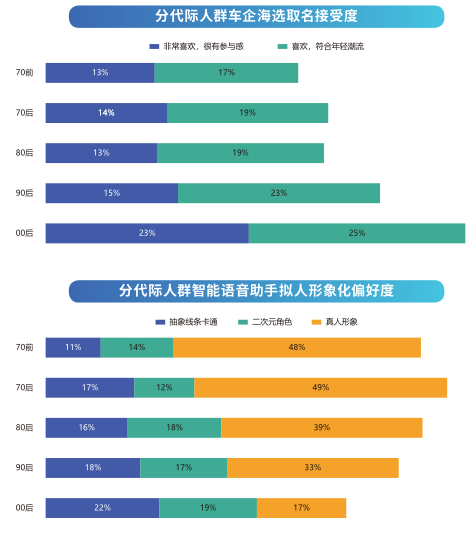 分代际人群车企海选取名接受度
非常喜欢，很有参与感 喜欢，符合年轻潮流
70前 13% 17%
70后 14% 19%
80后 13% 19%
90后 15% 23%
00后 23% 25%
分代际人群智能语音助手拟人形象化偏好度
抽象线条卡通 二次元角色 真人形象
70前 11% 14% 48%
70后 17% 12% 49%
80后 16% 18% 39%
90后 18% 17% 33%
00后 22% 19% 17%